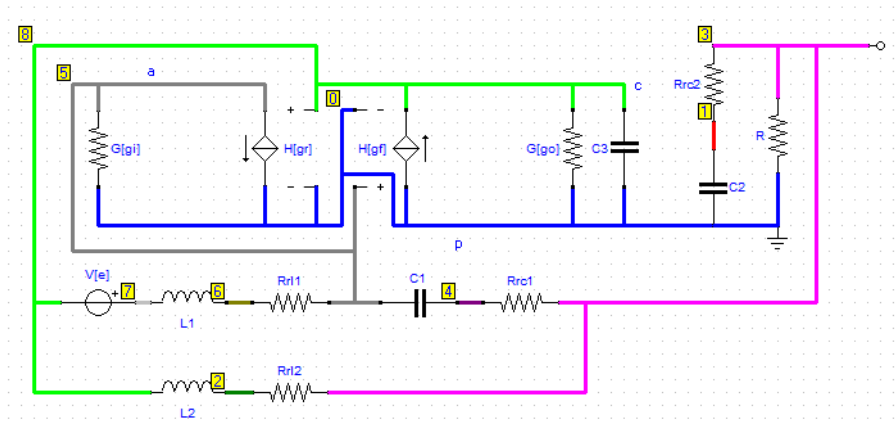 8
3
5
a
c
0
Rrc2
1
+
-
G[gi]
H[gr]
H[gf]
G[go]
C3
R
-
+
C2
p
V[e]
+
7
6
Rrl1
C1
4
Rrc1
L1
2
Rrl2
L2